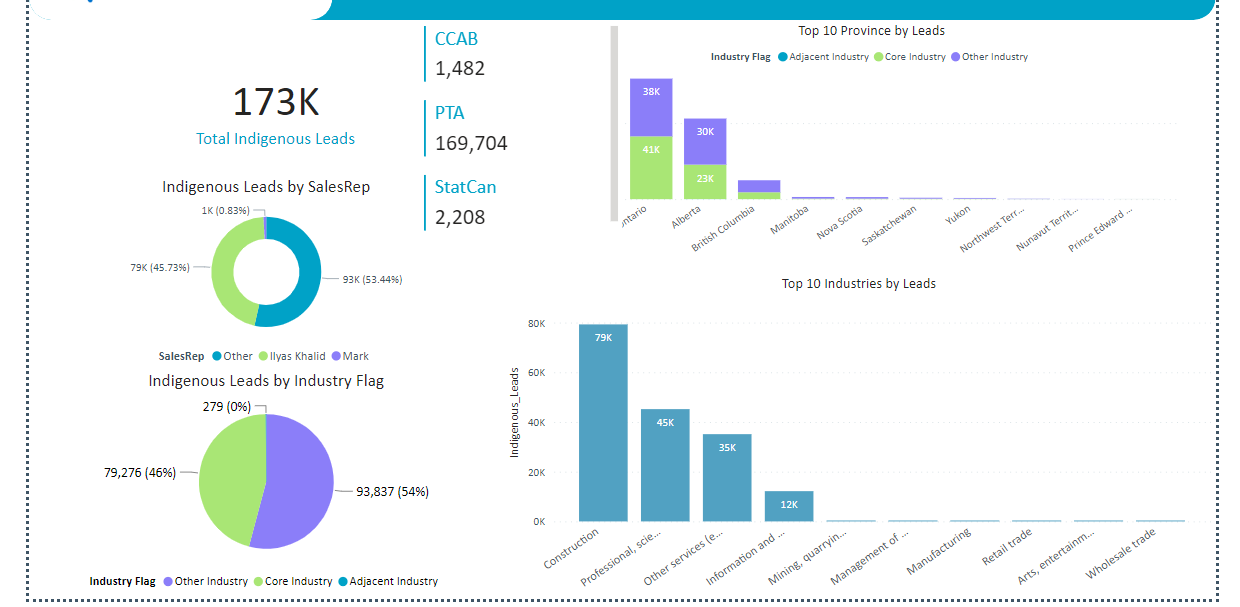 173K
Total Indigenous Leads
CCAB
1,482
PTA
169,704
StatCan
2,208
Indigenous Leads by SalesRep
1K (0.83%)
79K (45.73%)
93K (53.44%)
SalesRep Other Ilyas Khalid Mark
Indigenous Leads by Industry Flag
279 (0%)
79,276 (46%)
93,837 (54%)
Industry Flag Other Industry Core Industry Adjacent Industry
Top 10 Province by Leads
Industry Flag Adjacent Industry Core Industry Other Industry
38K
41K
30K
23K
ntario
Alberta
British Columbia
Manitoba
Nova Scotia
Saskatchewan
Yukon
Northwest Terr...
Nunavut Territ...
Prince Edward ...
Top 10 Industries by Leads
Indigenous_Leads
80K
60K
40K
20K
0K
79K
45K
35K
12K
Construction
Professional, scie...
Other services (e...
Information and ...
Mining, quarryin...
Management of ...
Manufacturing
Retail trade
Arts, entertainm...
Wholesale trade